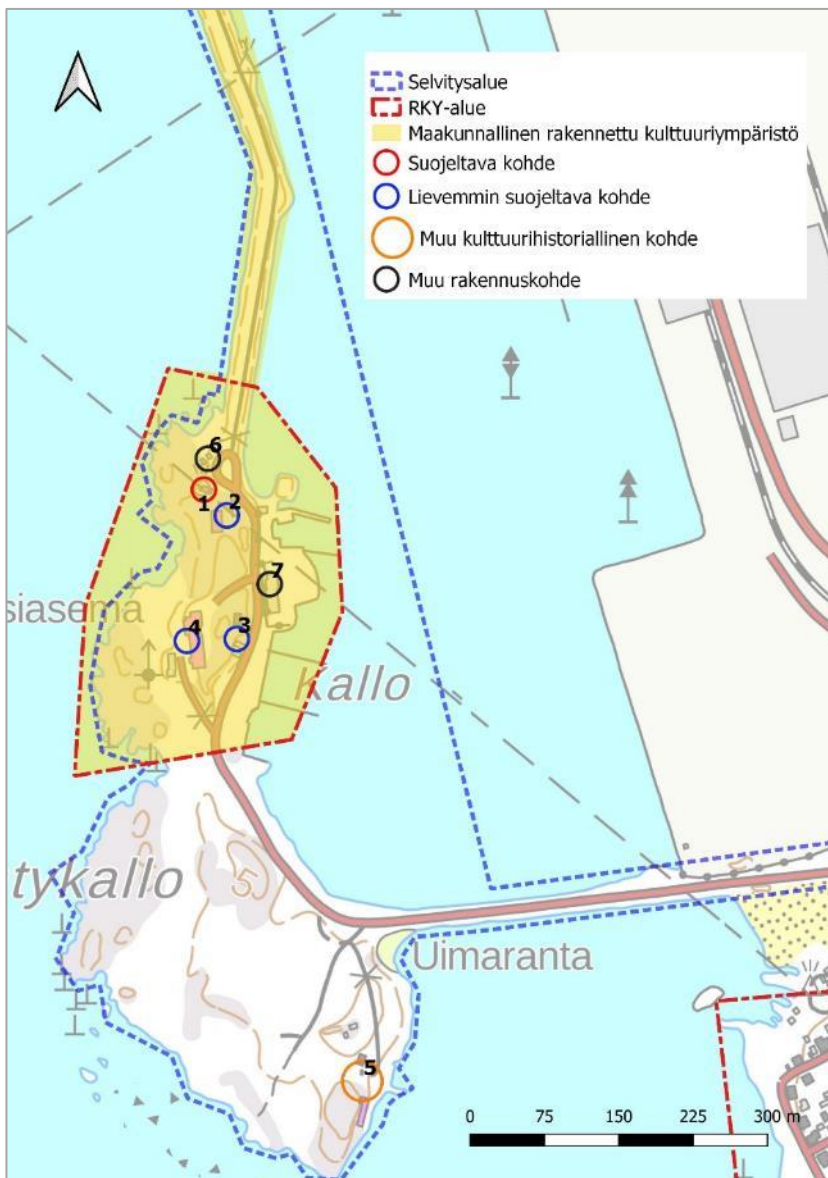 Selvitysalue
RKY-alue
Maakunnallinen rakennettu kulttuuriympäristö
Suojeltava kohde
Lievemmin suojeltava kohde
Muu kulttuurihistoriallinen kohde
Muu rakennuskohde
6
1
2
7
siasema
4
3
Kallo
tykallo
5
Uimaranta
5
0 75 150 225 300 m